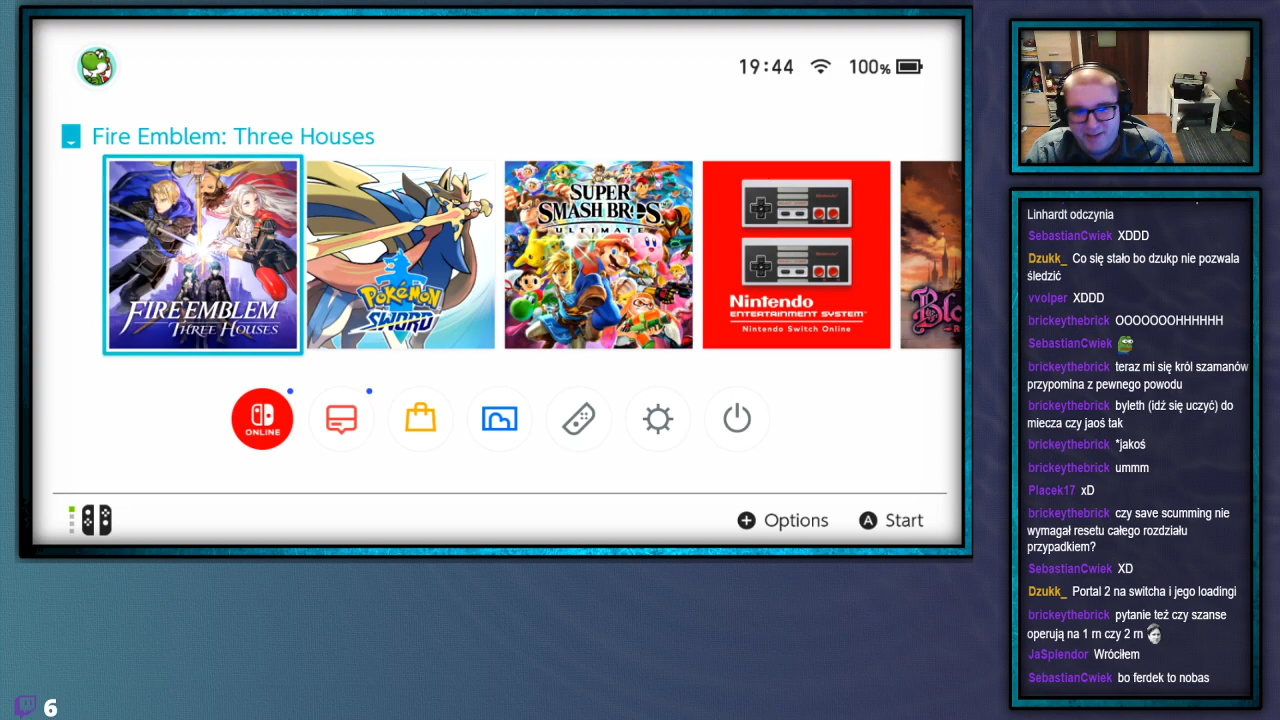 19:44
100%
Fire Emblem: Three Houses
FIRE EMBLEM
THREE HOUSES
POKÉMON
SWORD
SUPER
SMASH BROS.
ULTIMATE
Nintendo
ENTERTAINMENT SYSTEM™
Nintendo Switch Online
ONLINE
Options
A Start
6
Linhardt odczynia
SebastianCwiek XDDD
Dzukk_ Co się stało bo dzukp nie pozwala
śledzić
vvolper XDDD
brickeythebrick OOOOOOOHHHHHH
SebastianCwiek
brickeythebrick teraz mi się król szamanów
przypomina z pewnego powodu
brickeythebrick byleth (idź się uczyć) do
miecza czy jaoś tak
brickeythebrick *jakoś
brickeythebrick ummm
Placek17 xD
brickeythebrick czy save scumming nie
wymagał resetu całego rozdziału
przypadkiem?
SebastianCwiek XD
Dzukk_ Portal 2 na switcha i jego loadingi
brickeythebrick pytanie też czy szanse
operują na 1 rn czy 2 rn
JaSplendor Wróciłem
SebastianCwiek bo ferdek to nobas